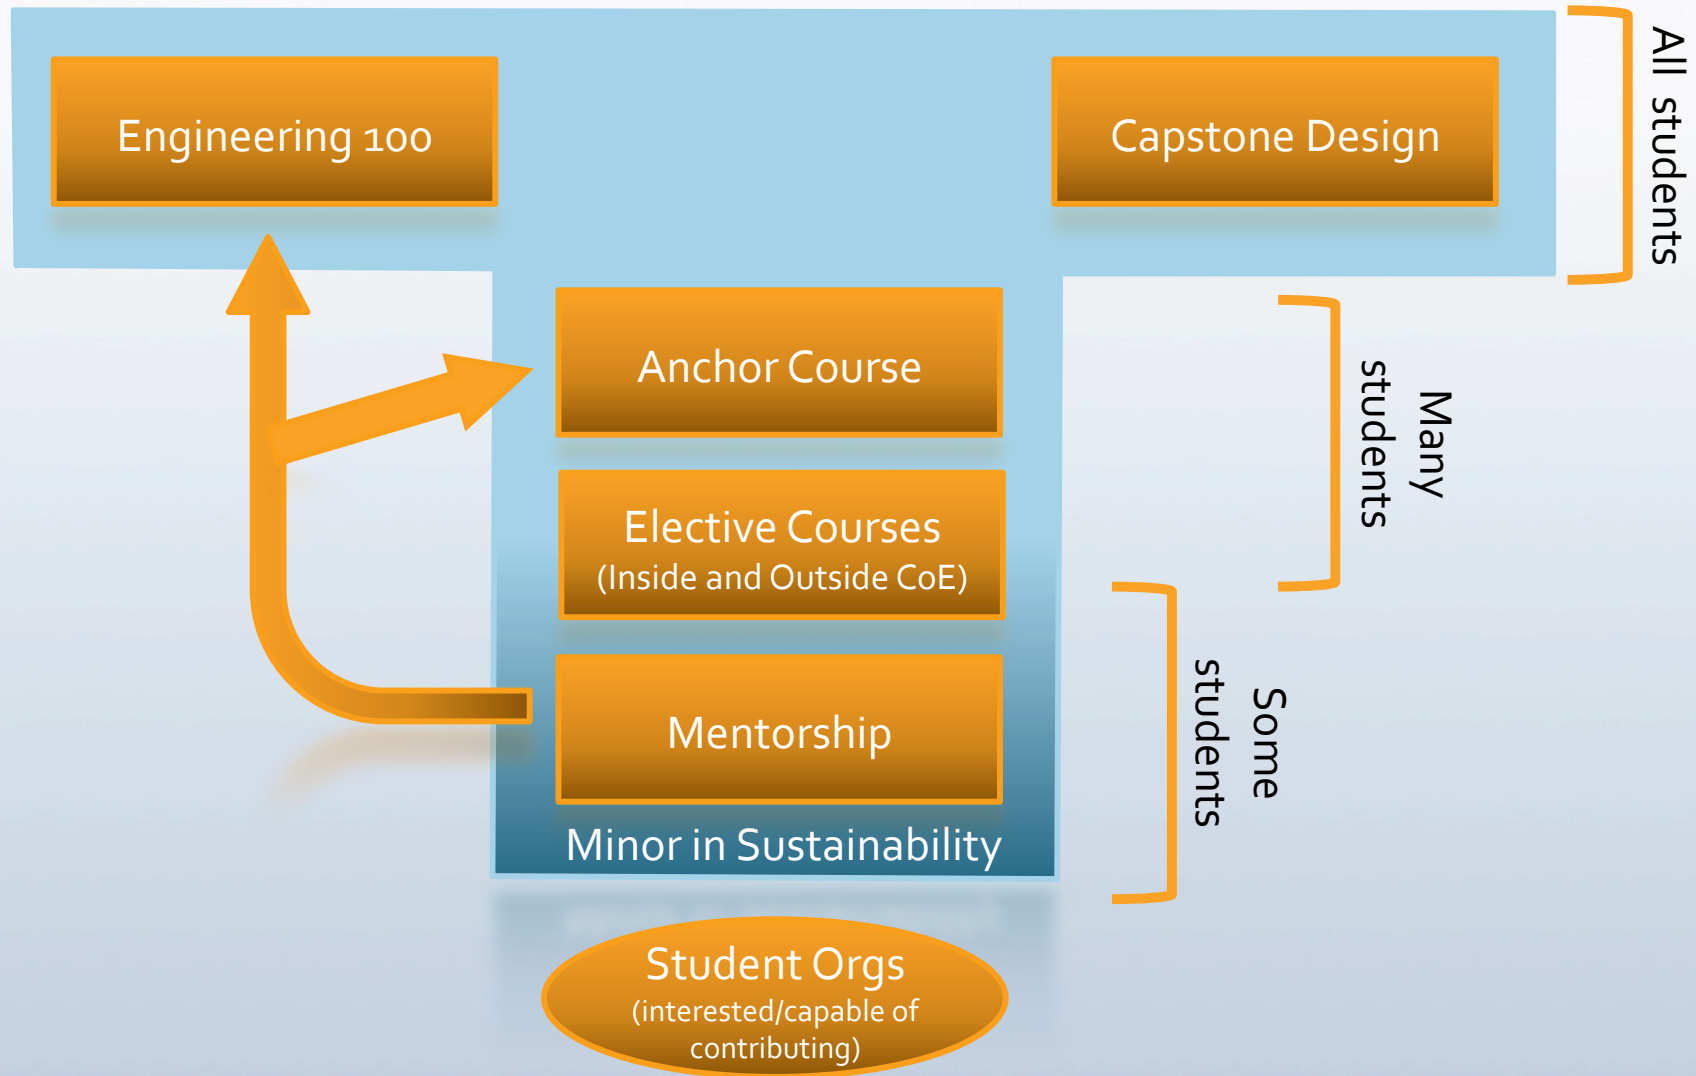 Engineering 100
Capstone Design
All students
Anchor Course
Many
students
Elective Courses
(Inside and Outside CoE)
Some
students
Mentorship
Minor in Sustainability
Student Orgs
(interested/capable of
contributing)